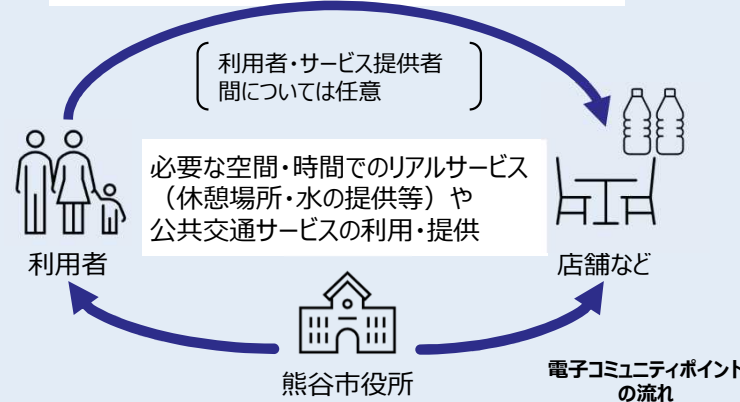 利用者・サービス提供者
間については任意
必要な空間・時間でのリアルサービス
（休憩場所・水の提供等）や
公共交通サービスの利用・提供
利用者
店舗など
熊谷市役所
電子コミュニティポイント
の流れ